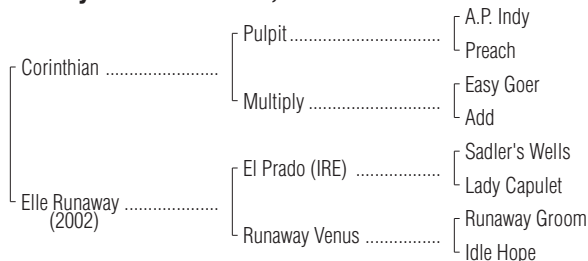 A.P. Indy
Pulpit
Preach
Corinthian
Easy Goer
Multiply
Add
Sadler's Wells
El Prado (IRE)
Lady Capulet
Elle Runaway
(2002)
Runaway Groom
Runaway Venus
Idle Hope